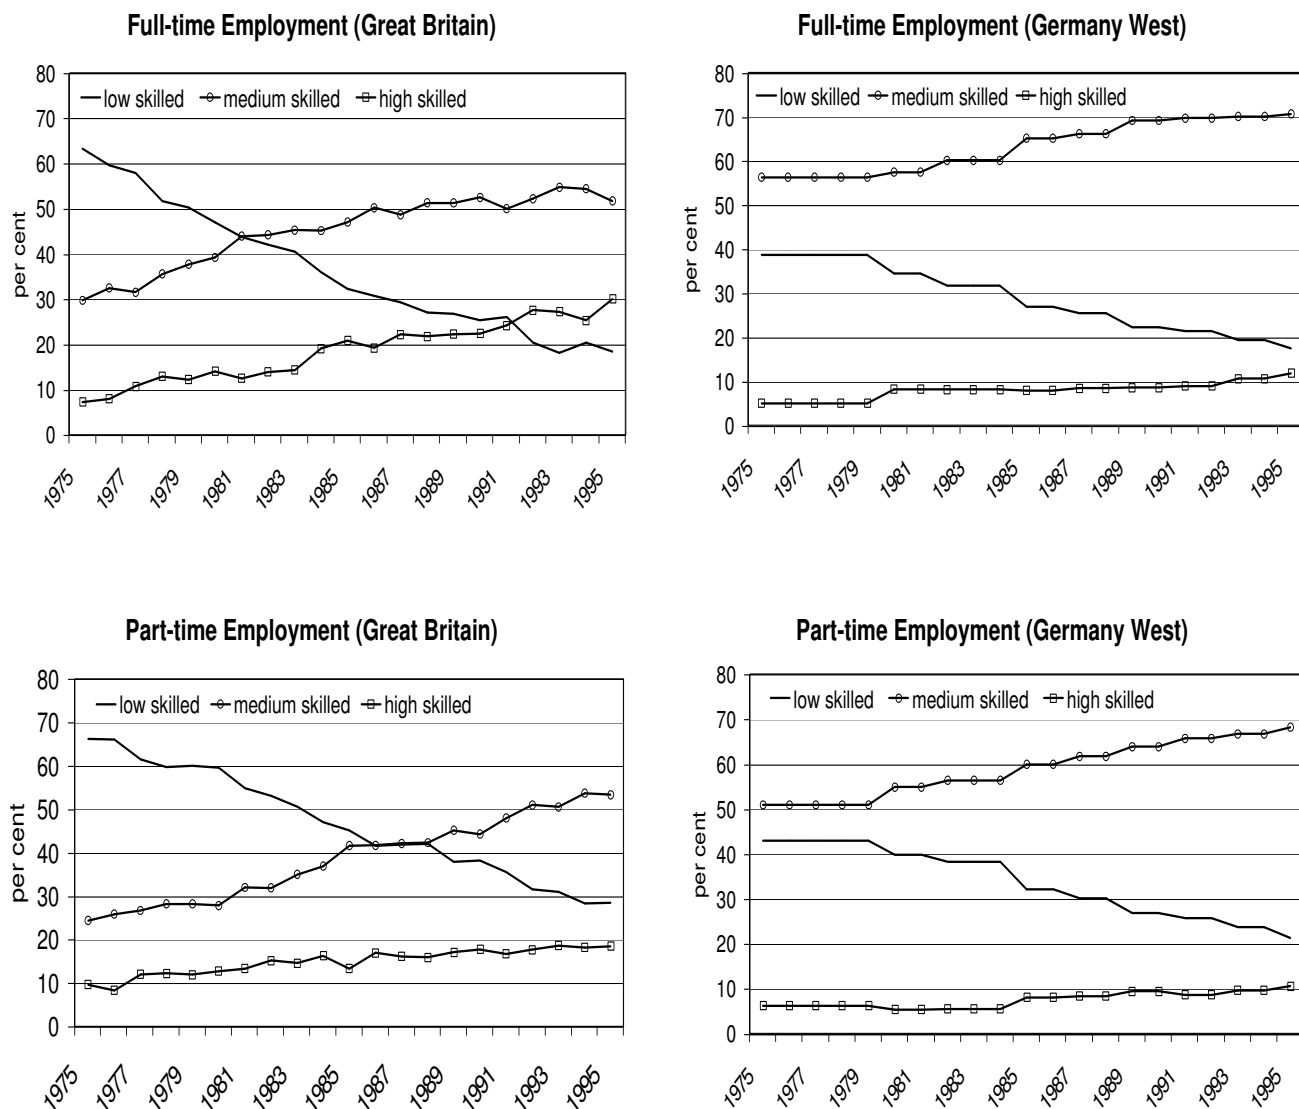 Full-time Employment (Great Britain)
80
70
60
50
40
30
20
10
0
per cent
low skilled medium skilled high skilled
1975 1977 1979 1981 1983 1985 1987 1989 1991 1993 1995
Full-time Employment (Germany West)
80
70
60
50
40
30
20
10
0
per cent
low skilled medium skilled high skilled
1975 1977 1979 1981 1983 1985 1987 1989 1991 1993 1995
Part-time Employment (Great Britain)
80
70
60
50
40
30
20
10
0
per cent
low skilled medium skilled high skilled
1975 1977 1979 1981 1983 1985 1987 1989 1991 1993 1995
Part-time Employment (Germany West)
80
70
60
50
40
30
20
10
0
per cent
low skilled medium skilled high skilled
1975 1977 1979 1981 1983 1985 1987 1989 1991 1993 1995